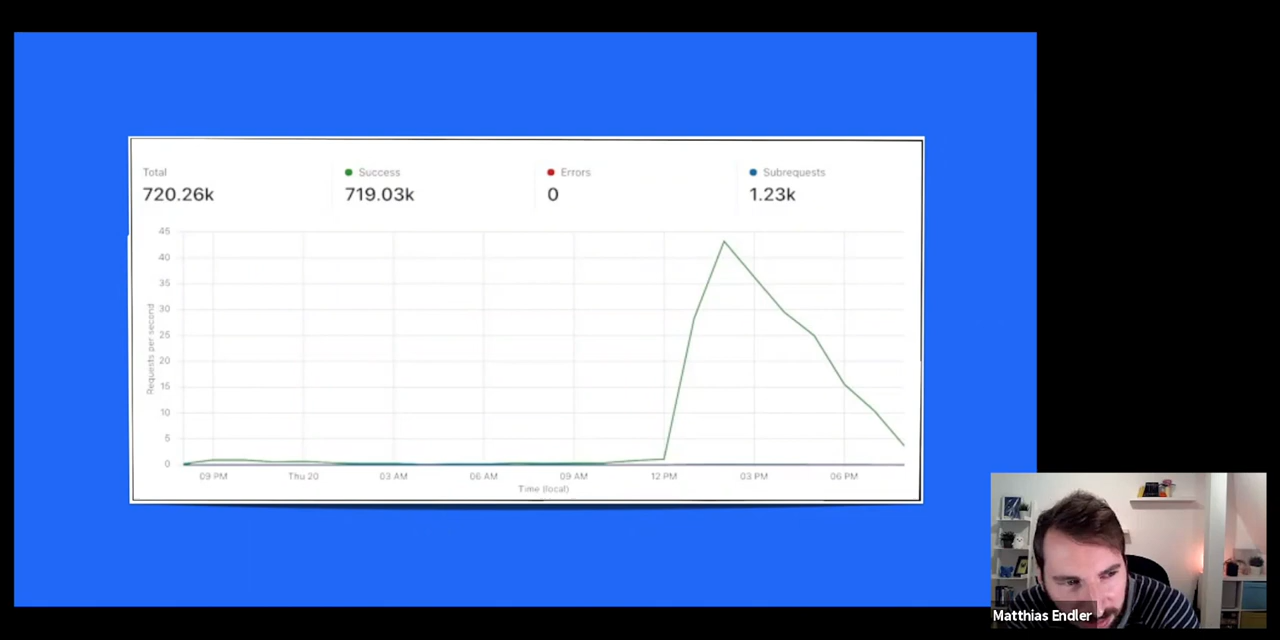 Total
720.26k
Success
719.03k
Errors
0
Subrequests
1.23k
45
40
35
30
25
20
15
10
5
0
Requests per second
09 PM
Thu 20
03 AM
06 AM
09 AM
12 PM
03 PM
06 PM
Time (local)
Matthias Endler